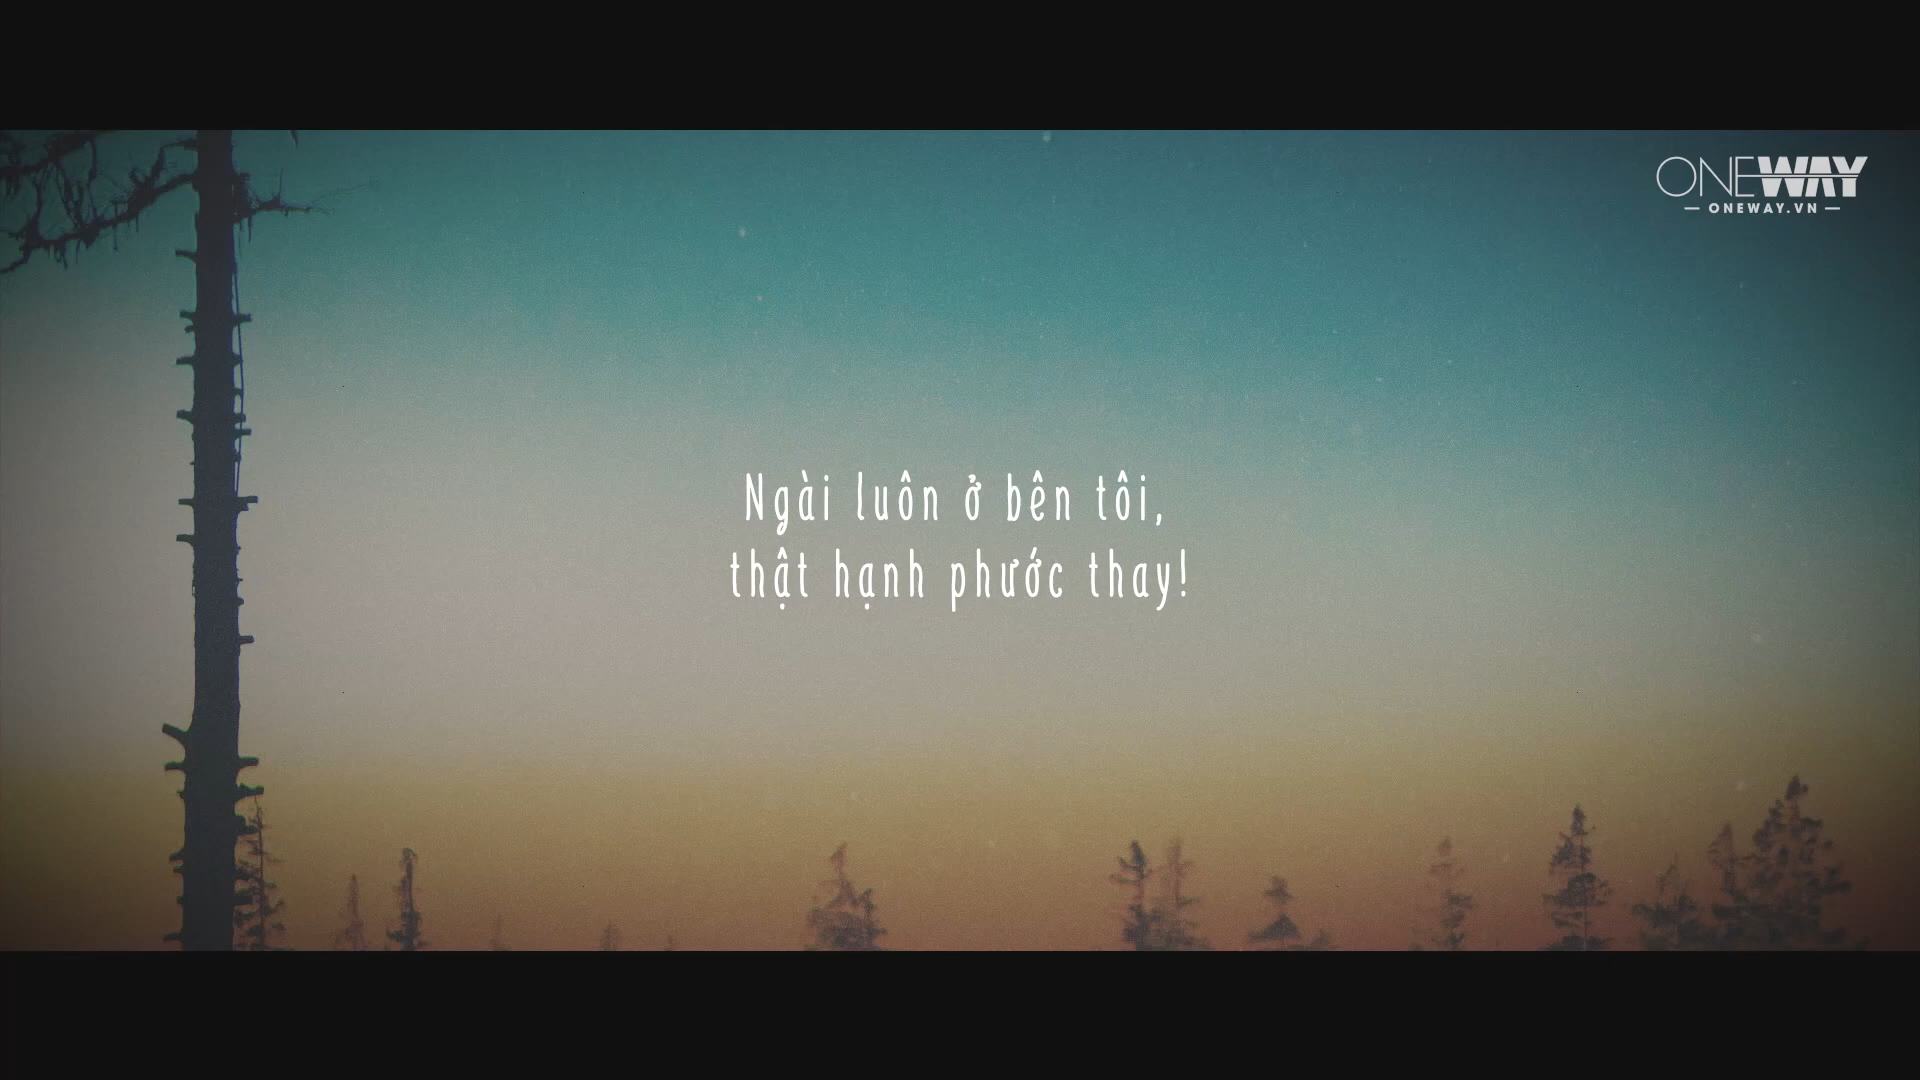 ONEWAY
ONEWAY.VN
Ngài luôn ở bên tôi,
thật hạnh phước thay!